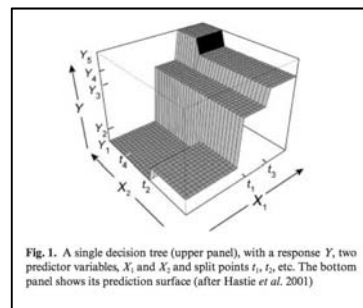 Y5
Y4
Y3
Y
Y2
Y1
t4
t2
X2
t1
t3
X1
Fig. 1. A single decision tree (upper panel), with a response Y, two
predictor variables, X1 and X2 and split points t1, t2, etc. The bottom
panel shows its prediction surface (after Hastie et al. 2001)